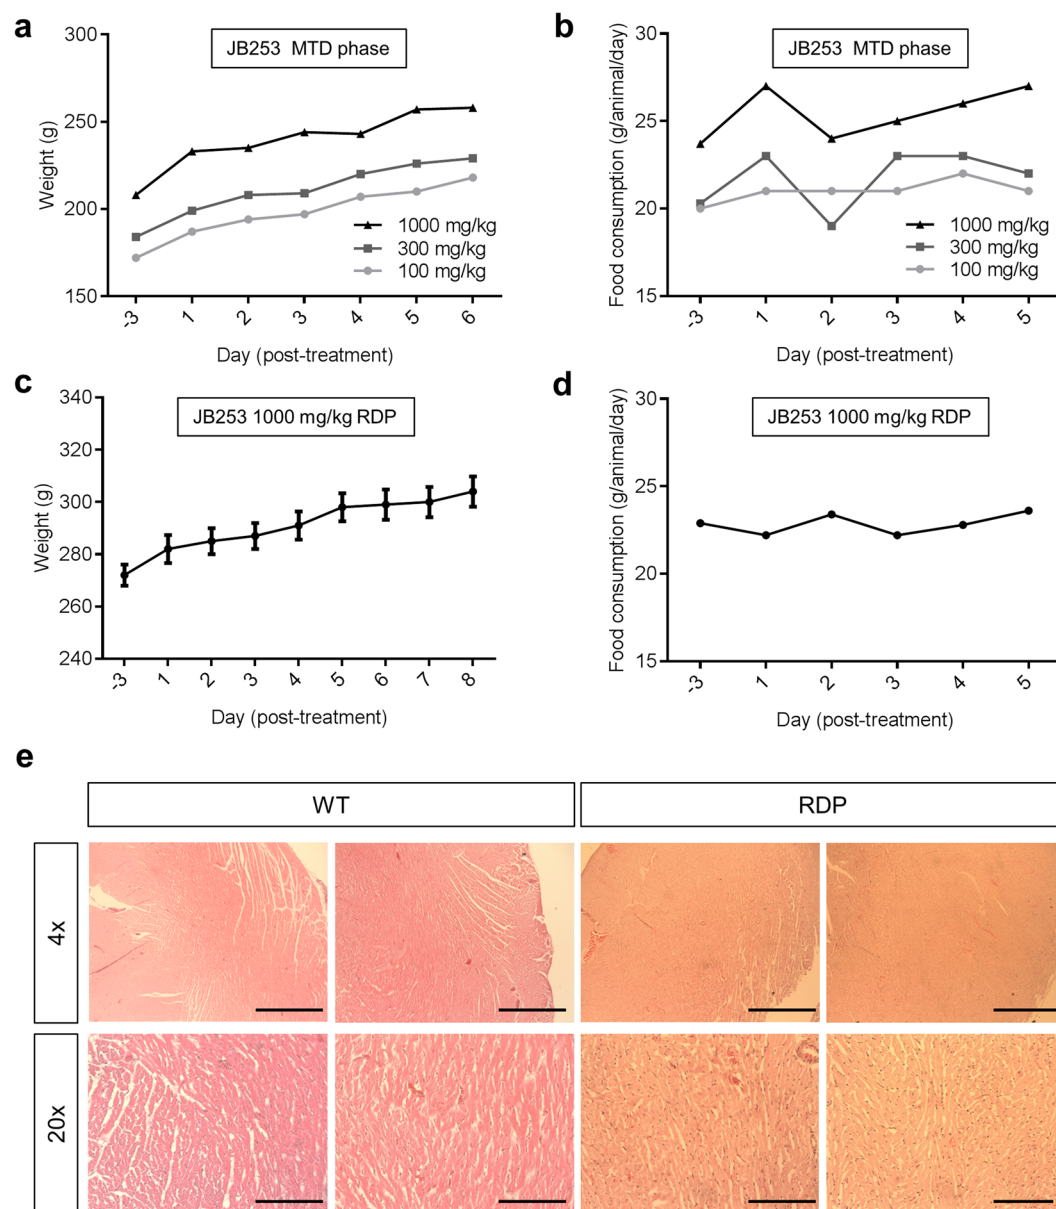 a
JB253 MTD phase
Weight (g)
300
250
200
150
1000 mg/kg
300 mg/kg
100 mg/kg
-3 1 2 3 4 5 6
Day (post-treatment)
b
JB253 MTD phase
Food consumption (g/animal/day)
30
25
20
15
1000 mg/kg
300 mg/kg
100 mg/kg
-3 1 2 3 4 5
Day (post-treatment)
c
JB253 1000 mg/kg RDP
Weight (g)
340
320
300
280
260
240
-3 1 2 3 4 5 6 7 8
Day (post-treatment)
d
JB253 1000 mg/kg RDP
Food consumption (g/animal/day)
30
25
20
15
-3 1 2 3 4 5
Day (post-treatment)
e
WT
RDP
4x
20x